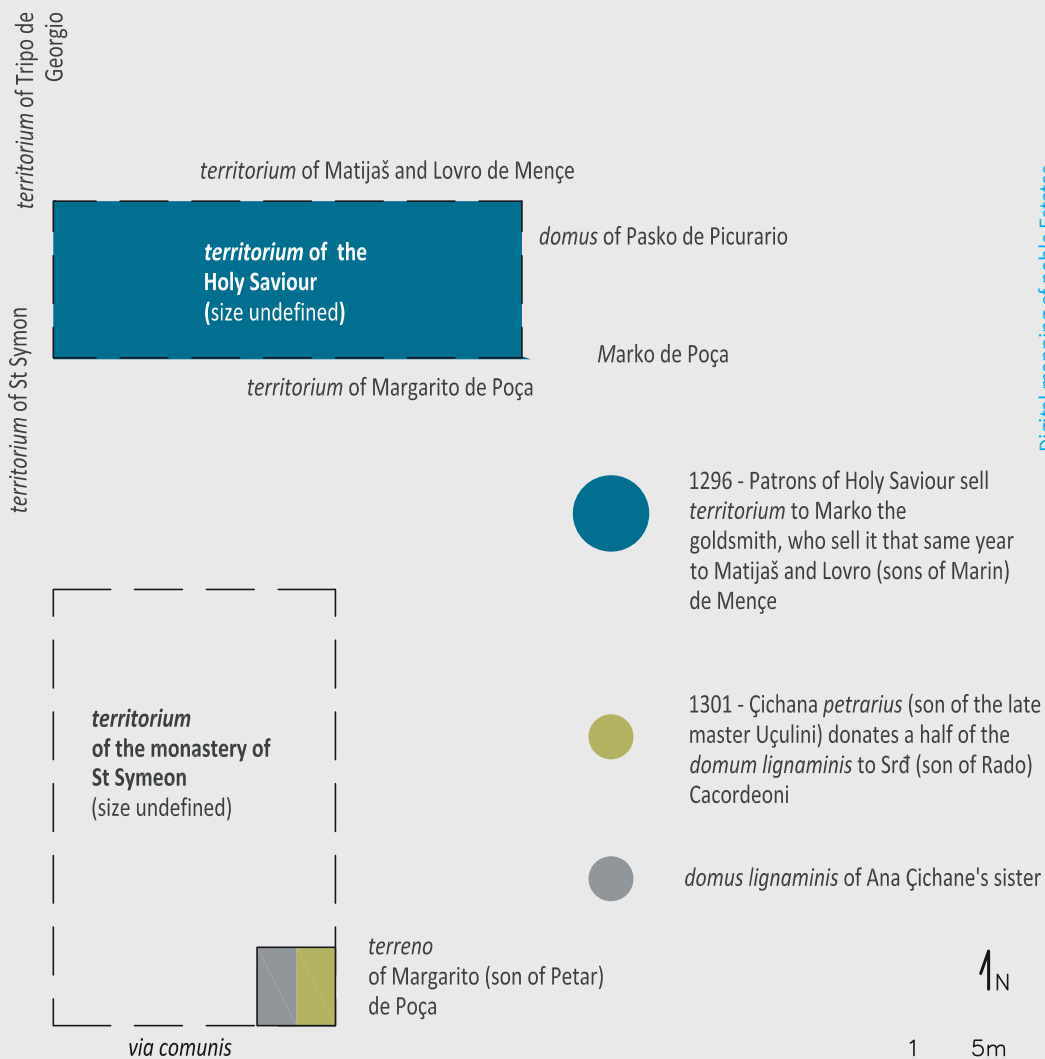 territorium of Tripo de
Georgio
territorium of Matijaš and Lovro de Mençe
domus of Pasko de Picurario
territorium of the
Holy Saviour
(size undefined)
Marko de Poça
territorium of Margarito de Poça
territorium of St Symon
1296 - Patrons of Holy Saviour sell
territorium to Marko the
goldsmith, who sell it that same year
to Matijaš and Lovro (sons of Marin)
de Mençe
1301 - Çichana petrarius (son of the late
master Uçulini) donates a half of the
domum lignaminis to Srđ (son of Rado)
Cacordeoni
territorium
of the monastery of
St Symeon
(size undefined)
domus lignaminis of Ana Çichane's sister
terreno
of Margarito (son of Petar)
de Poça
via comunis
N
1 5m